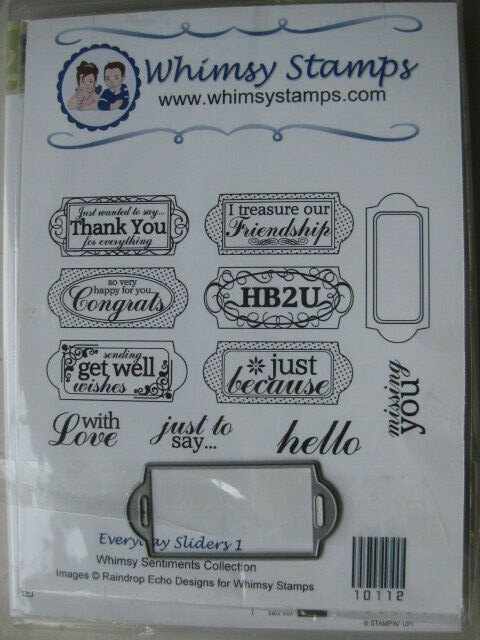 Whimsy Stamps
www.whimsystamps.com
Just wanted to say...
Thank You
for everything
I treasure our
Friendship
so very
happy for you...
Congrats
HB2U
sending
get well
wishes
just
because
missing
you
with
Love
just to
say...
hello
Everyday Sliders 1
Whimsy Sentiments Collection
Images © Raindrop Echo Designs for Whimsy Stamps
10112
© STAMPIN' UP!